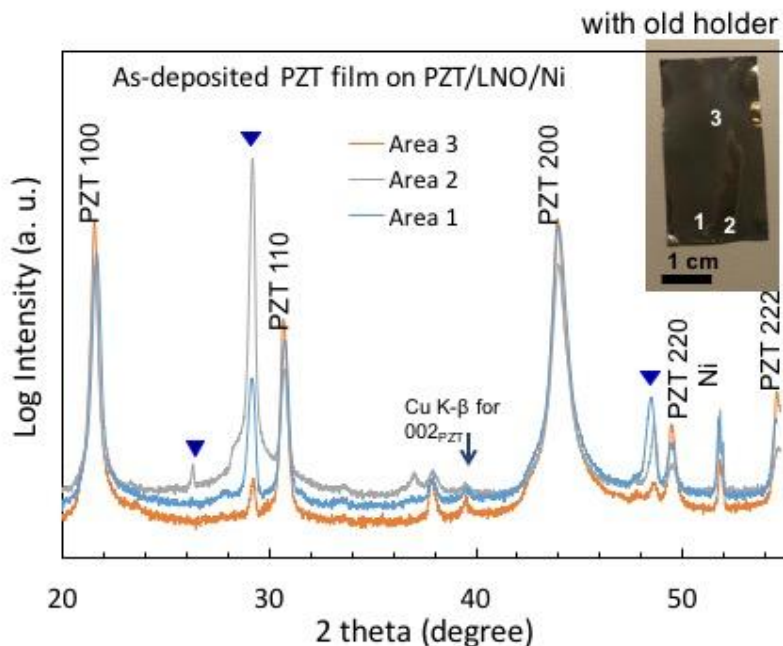 with old holder
As-deposited PZT film on PZT/LNO/Ni
3
1 2
1 cm
Area 3
Area 2
Area 1
PZT 100
PZT 110
PZT 200
PZT 220
Ni
PZT 222
Cu K-β for
002PZT
Log Intensity (a. u.)
20 30 40 50
2 theta (degree)